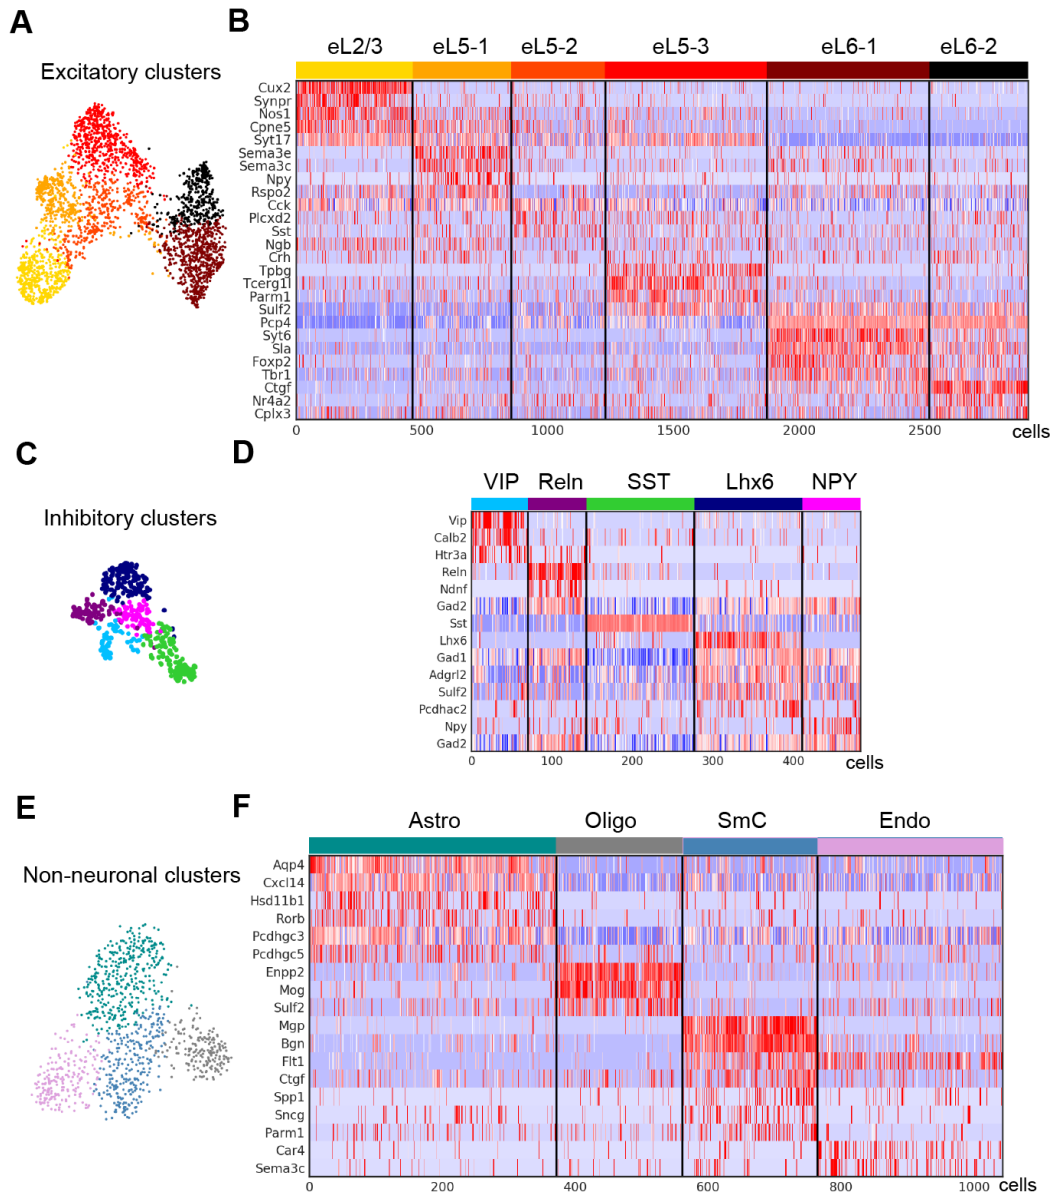 A
B
Excitatory clusters
eL2/3 eL5-1 eL5-2 eL5-3 eL6-1 eL6-2
Cux2
Synpr
Nos1
Cpne5
Syt17
Sema3e
Sema3c
Npy
Rspo2
Cck
Plcxd2
Sst
Ngb
Crh
Tpbg
Tcerg1l
Parm1
Sulf2
Pcp4
Syt6
Sla
Foxp2
Tbr1
Ctgf
Nr4a2
Cplx3
0 500 1000 1500 2000 2500 cells
C
D
Inhibitory clusters
VIP Reln SST Lhx6 NPY
Vip
Calb2
Htr3a
Reln
Ndnf
Gad2
Sst
Lhx6
Gad1
Adgrl2
Sulf2
Pcdhac2
Npy
Gad2
0 100 200 300 400 cells
E
F
Non-neuronal clusters
Astro Oligo SmC Endo
Aqp4
Cxcl14
Hsd11b1
Rorb
Pcdhgc3
Pcdhgc5
Enpp2
Mog
Sulf2
Mgp
Bgn
Flt1
Ctgf
Spp1
Sncg
Parm1
Car4
Sema3c
0 200 400 600 800 1000 cells